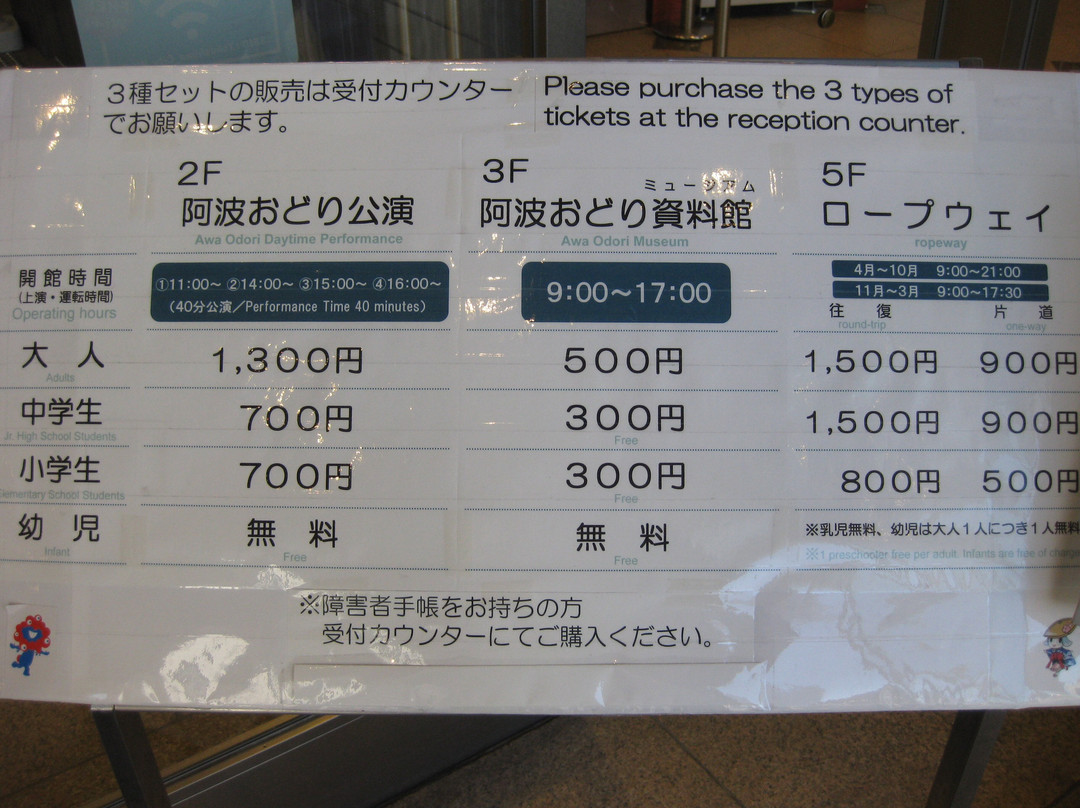 3種セットの販売は受付カウンター
でお願いします。
Please purchase the 3 types of
tickets at the reception counter.
2F
阿波おどり公演
Awa Odori Daytime Performance
3F
ミュージアム
阿波おどり資料館
Awa Odori Museum
5F
ロープウェイ
ropeway
開館時間
(上演・運転時間)
Operating hours
①11:00～ ②14:00～ ③15:00～ ④16:00～
(40分公演／Performance Time 40 minutes)
9:00～17:00
4月～10月 9:00～21:00
11月～3月 9:00～17:30
往復 片道
round-trip one-way
大人 1,300円 500円 1,500円 900円
Adults
中学生 700円 300円 1,500円 900円
Jr. High School Students Free
小学生 700円 300円 800円 500円
Elementary School Students Free
幼児 無料 無料 ※乳児無料、幼児は大人1人につき1人無料
Infant Free Free ※1 preschooler free per adult. Infants are free of charge
※障害者手帳をお持ちの方
受付カウンターにてご購入ください。